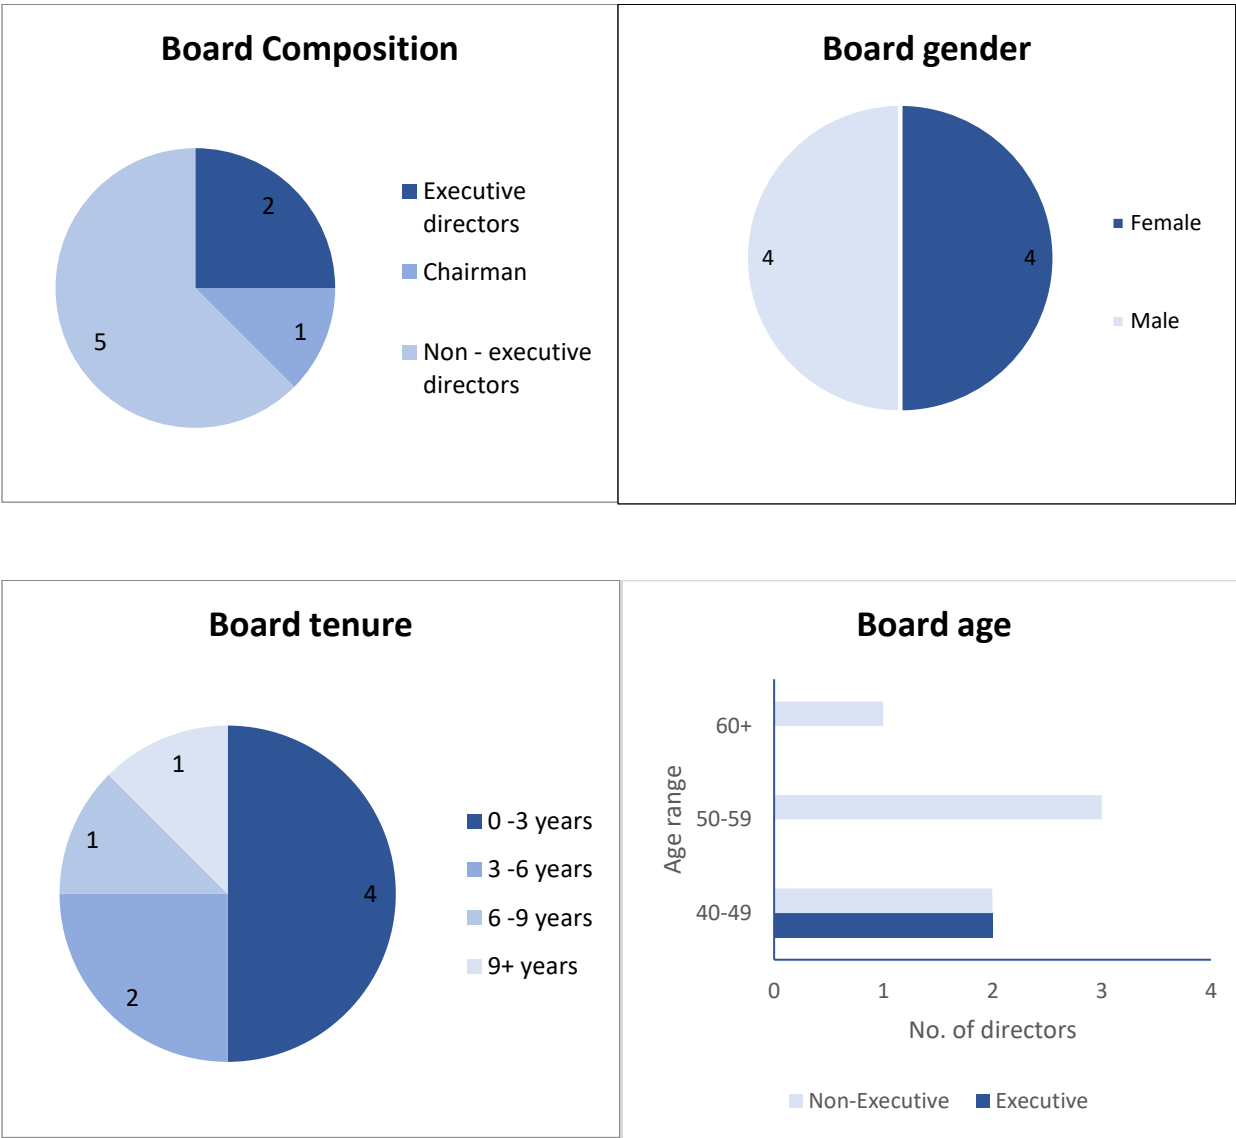 Board Composition
2
1
5
Executive
directors
Chairman
Non - executive
directors
Board gender
4
4
Female
Male
Board tenure
1
1
4
2
0 -3 years
3 -6 years
6 -9 years
9+ years
Board age
Age range
60+
50-59
40-49
0 1 2 3 4
No. of directors
Non-Executive Executive